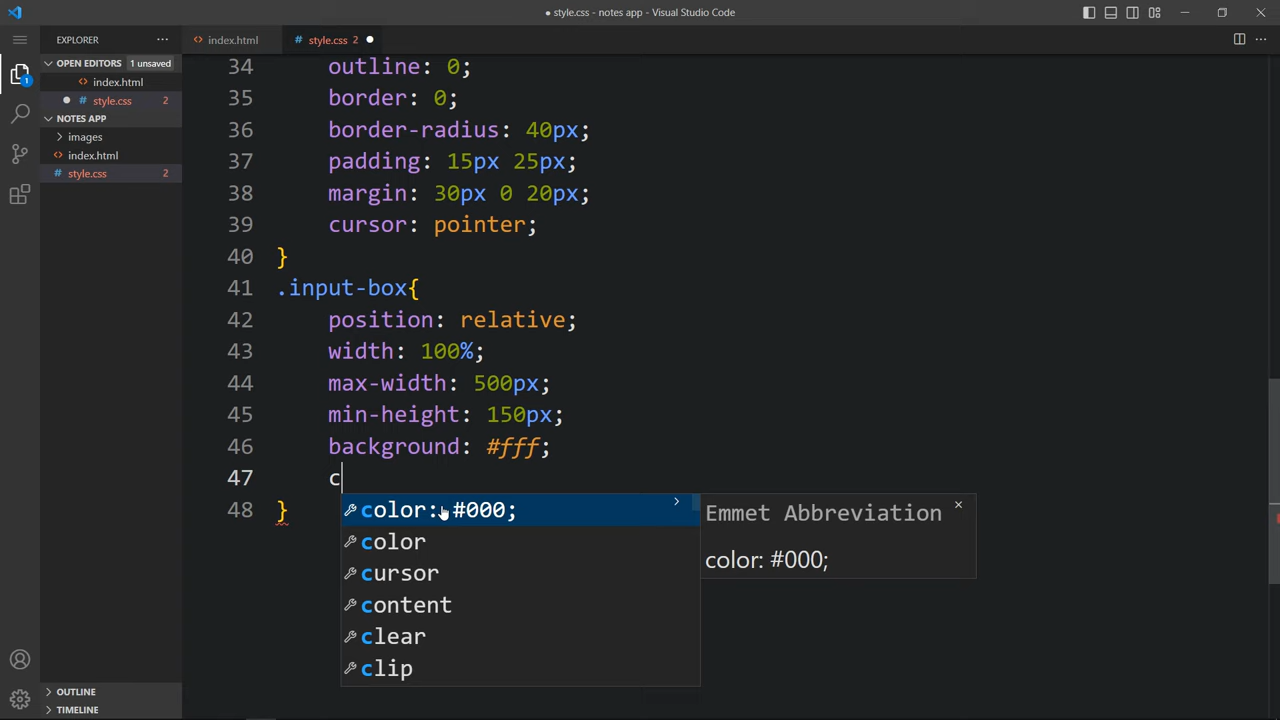 ● style.css - notes app - Visual Studio Code
EXPLORER ...
index.html
style.css 2
OPEN EDITORS 1 unsaved
index.html
style.css 2
NOTES APP
images
index.html
style.css 2
1
OUTLINE
TIMELINE
34 outline: 0;
35 border: 0;
36 border-radius: 40px;
37 padding: 15px 25px;
38 margin: 30px 0 20px;
39 cursor: pointer;
40 }
41 .input-box{
42 position: relative;
43 width: 100%;
44 max-width: 500px;
45 min-height: 150px;
46 background: #fff;
47 c
48 }
color: #000;
color
cursor
content
clear
clip
Emmet Abbreviation
color: #000;